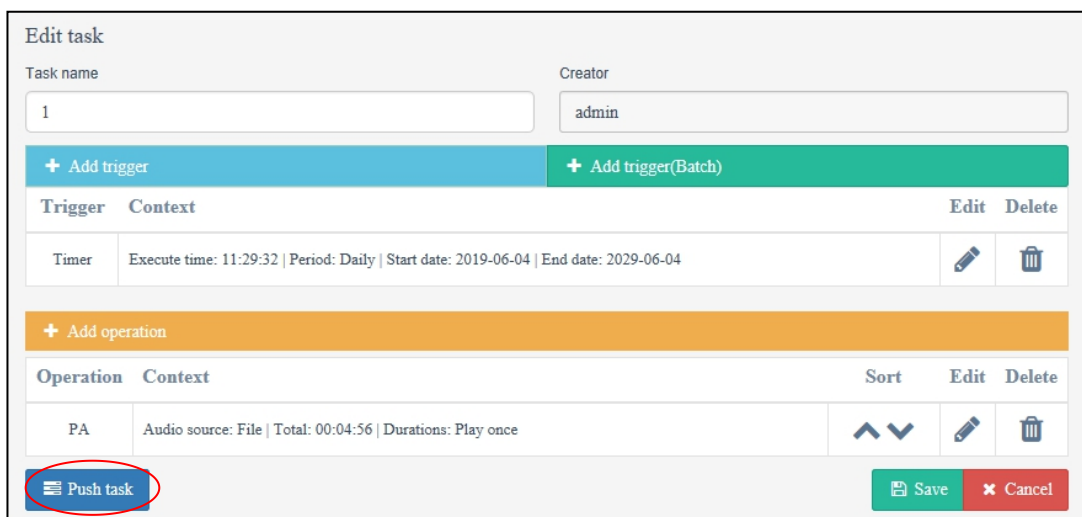 Edit task
Task name Creator
1 admin
Add trigger Add trigger(Batch)
Trigger Context Edit Delete
Timer Execute time: 11:29:32 | Period: Daily | Start date: 2019-06-04 | End date: 2029-06-04
Add operation
Operation Context Sort Edit Delete
PA Audio source: File | Total: 00:04:56 | Durations: Play once
Push task Save Cancel